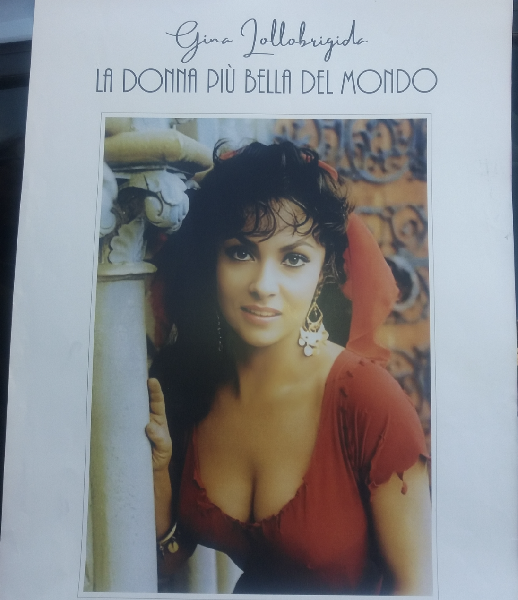 Gina Lollobrigida
LA DONNA PIÙ BELLA DEL MONDO